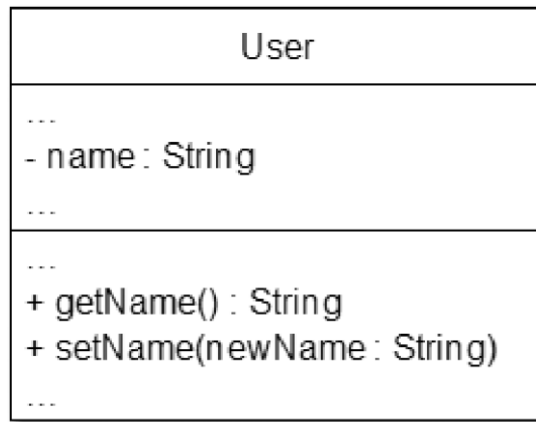 User
...
- name : String
...
...
+ getName() : String
+ setName(newName : String)
...